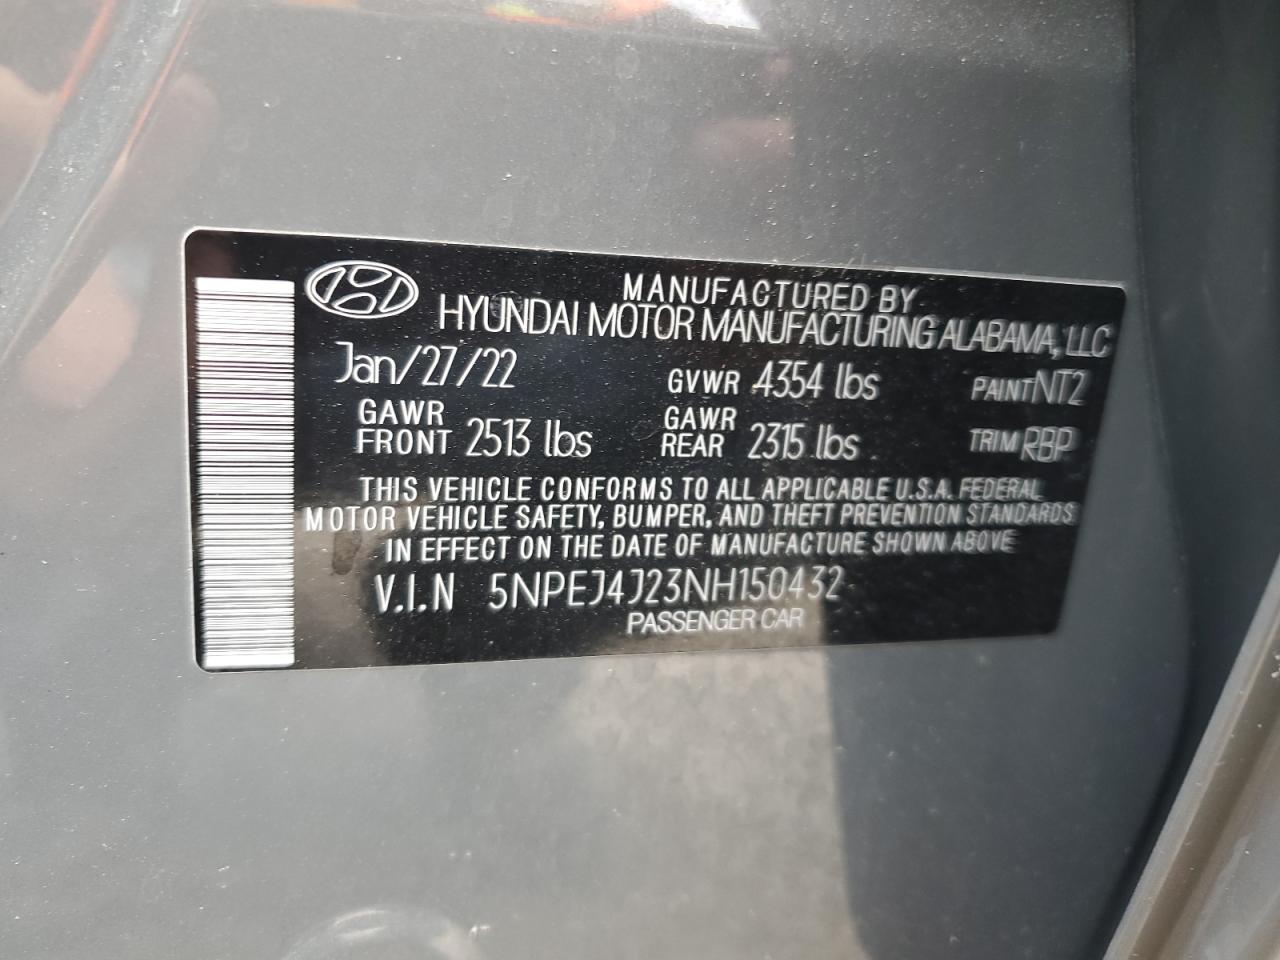 MANUFACTURED BY
HYUNDAI MOTOR MANUFACTURING ALABAMA, LLC
Jan/27/22 GVWR 4354 lbs PAINT NT2
GAWR FRONT 2513 lbs GAWR REAR 2315 lbs TRIM RBP
THIS VEHICLE CONFORMS TO ALL APPLICABLE U.S.A. FEDERAL
MOTOR VEHICLE SAFETY, BUMPER, AND THEFT PREVENTION STANDARDS
IN EFFECT ON THE DATE OF MANUFACTURE SHOWN ABOVE
V.I.N 5NPEJ4J23NH150432
PASSENGER CAR